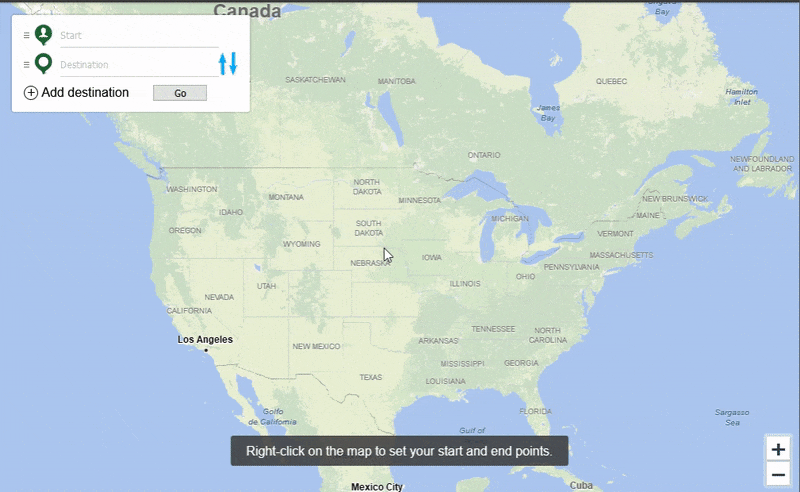 Canada
Start
Destination
Add destination
Go
Bay
SASKATCHEWAN
MANITOBA
QUEBEC
Hamilton
Inlet
James
Bay
ONTARIO
NEWFOUNDLAND
AND LABRADOR
WASHINGTON
NORTH
DAKOTA
MONTANA
MINNESOTA
NEW BRUNSWICK
IDAHO
MAINE
MICHIGAN
OREGON
SOUTH
DAKOTA
VERMONT
WYOMING
MASSACHUSETTS
NEBRASKA
IOWA
PENNSYLVANIA
OHIO
UTAH
ILLINOIS
NEVADA
CALIFORNIA
TENNESSEE
NORTH
CAROLINA
Los Angeles
ARKANSAS
NEW MEXICO
MISSISSIPPI
GEORGIA
TEXAS
LOUISIANA
Golfo
de California
FLORIDA
Sargasso
Sea
Gulf of
Right-click on the map to set your start and end points.
Mexico City
Cuba